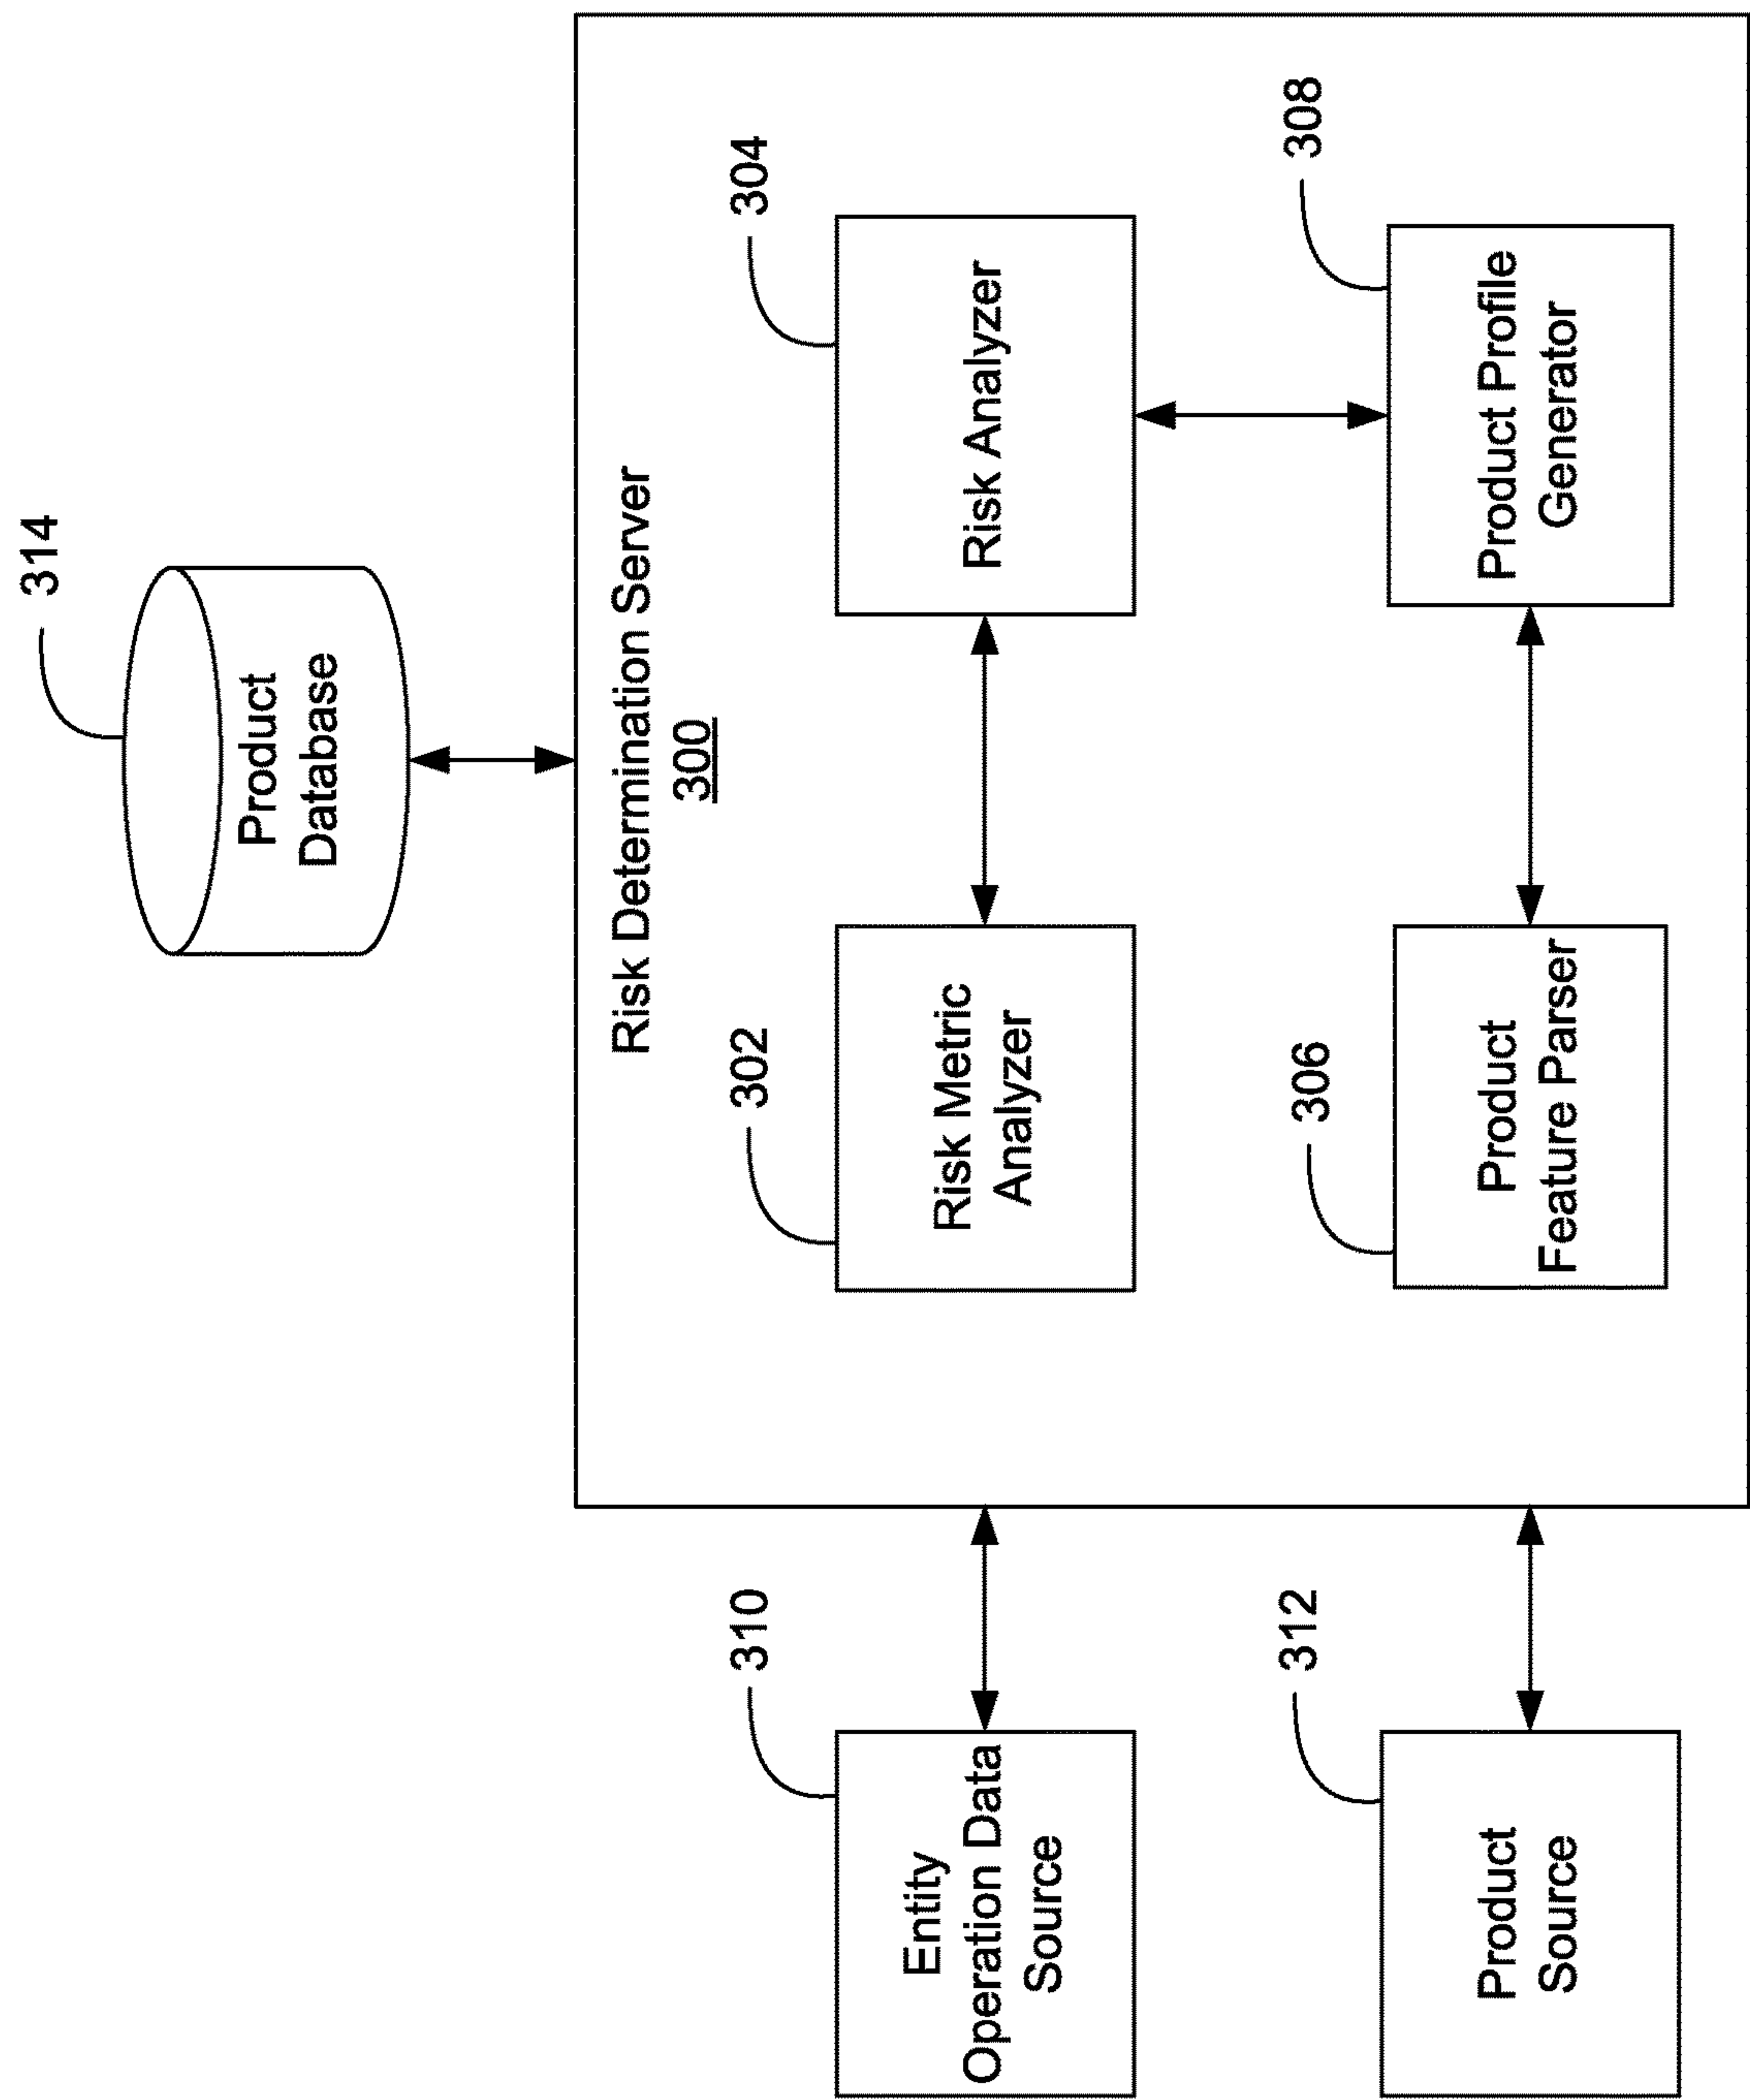 314
Product
Database
Risk Determination Server
300
310
Entity
Operation Data
Source
302
Risk Metric
Analyzer
304
Risk Analyzer
312
Product
Source
306
Product
Feature Parser
308
Product Profile
Generator